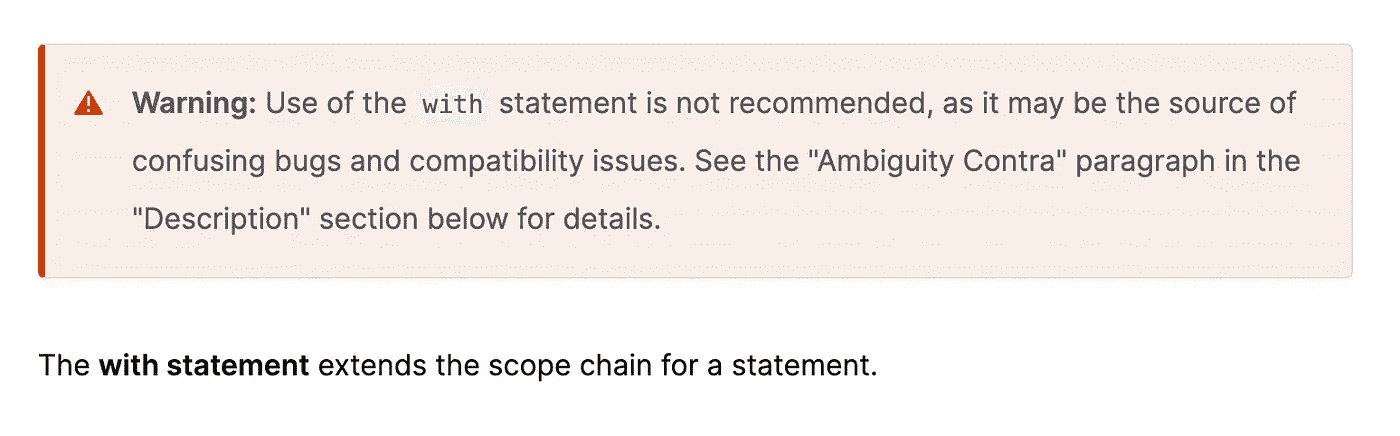 Warning: Use of the with statement is not recommended, as it may be the source of
confusing bugs and compatibility issues. See the "Ambiguity Contra" paragraph in the
"Description" section below for details.
The with statement extends the scope chain for a statement.